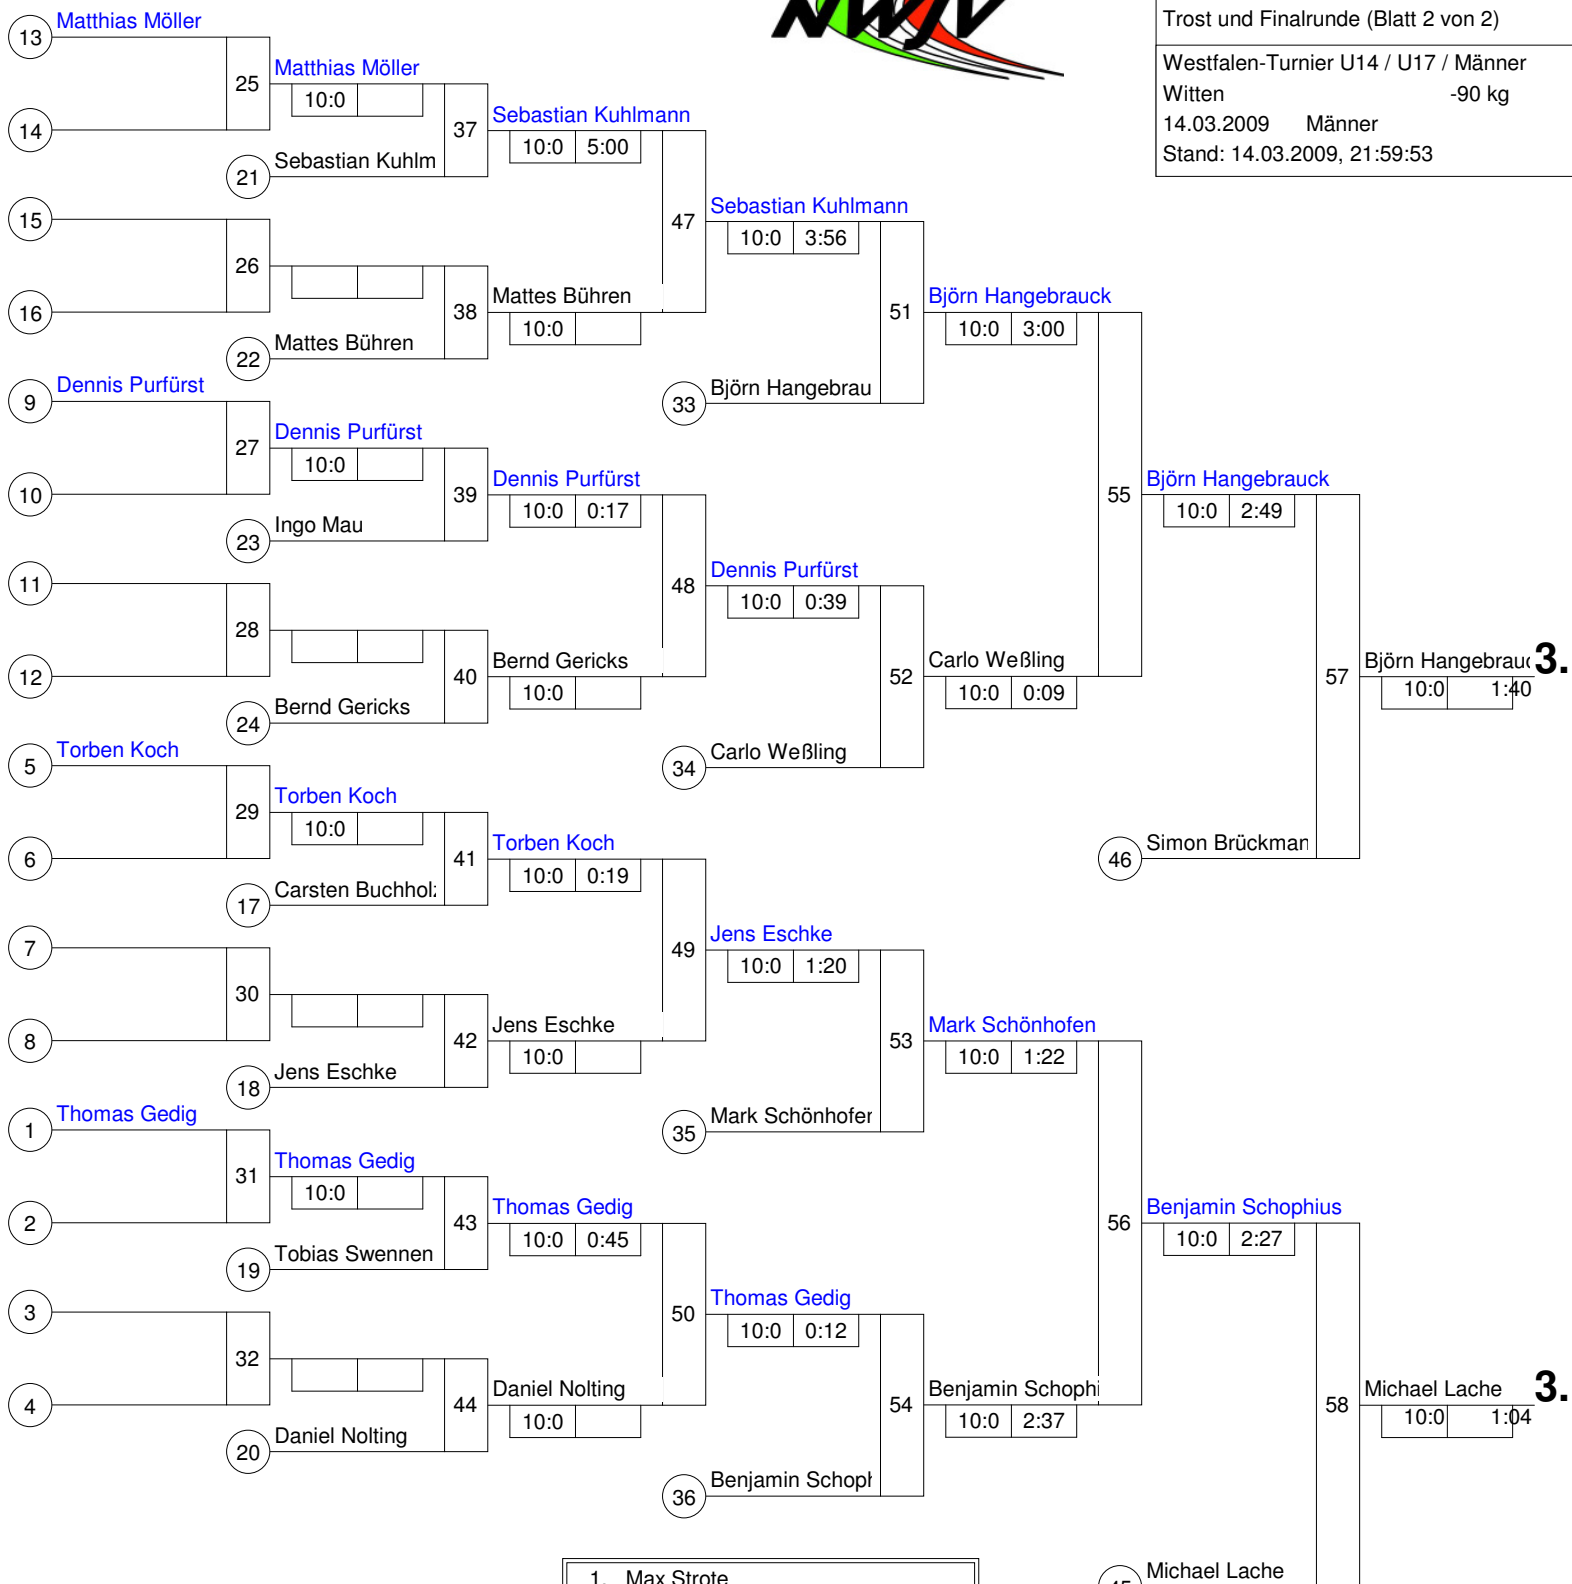 NWJV
Trost und Finalrunde (Blatt 2 von 2)
Westfalen-Turnier U14 / U17 / Männer
Witten -90 kg
14.03.2009 Männer
Stand: 14.03.2009, 21:59:53
13 Matthias Möller
25 Matthias Möller
10:0
14
37 Sebastian Kuhlmann
10:0 5:00
21 Sebastian Kuhlm
15
47 Sebastian Kuhlmann
10:0 3:56
26
16
38 Mattes Bühren
10:0
22 Mattes Bühren
51 Björn Hangebrauck
10:0 3:00
33 Björn Hangebrau
9 Dennis Purfürst
27 Dennis Purfürst
10:0
10
39 Dennis Purfürst
10:0 0:17
23 Ingo Mau
55 Björn Hangebrauck
10:0 2:49
11
48 Dennis Purfürst
10:0 0:39
28
12
40 Bernd Gericks
10:0
24 Bernd Gericks
52 Carlo Weßling
10:0 0:09
34 Carlo Weßling
57 Björn Hangebrauc 3.
10:0 1:40
5 Torben Koch
29 Torben Koch
10:0
6
41 Torben Koch
10:0 0:19
17 Carsten Buchholz
46 Simon Brückman
7
49 Jens Eschke
10:0 1:20
30
8
42 Jens Eschke
10:0
18 Jens Eschke
53 Mark Schönhofen
10:0 1:22
35 Mark Schönhofen
1 Thomas Gedig
31 Thomas Gedig
10:0
2
43 Thomas Gedig
10:0 0:45
19 Tobias Swennen
56 Benjamin Schophius
10:0 2:27
3
50 Thomas Gedig
10:0 0:12
32
4
44 Daniel Nolting
10:0
20 Daniel Nolting
54 Benjamin Schophi
10:0 2:37
36 Benjamin Schoph
58 Michael Lache 3.
10:0 1:04
45 Michael Lache
1. Max Strote